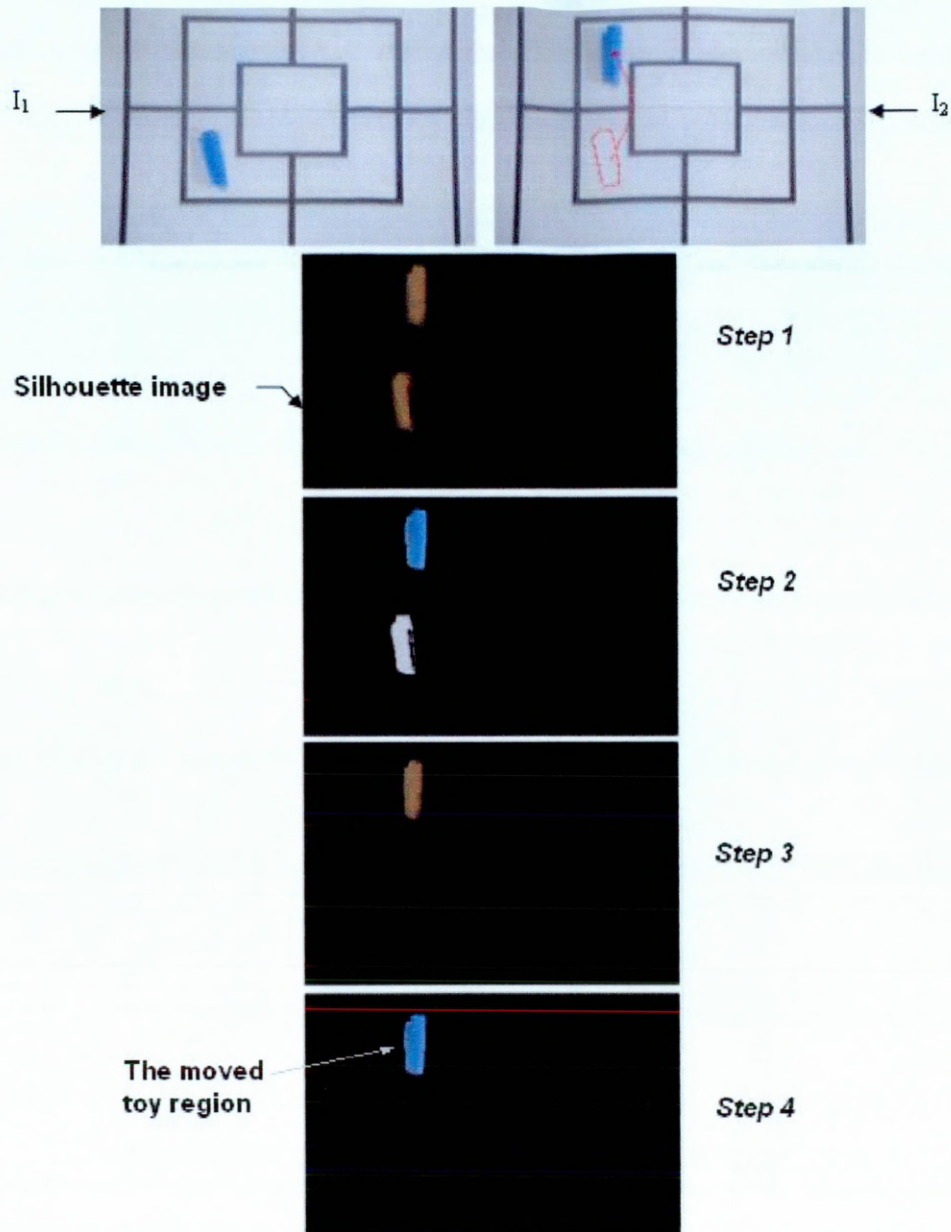 I1
I2
Step 1
Silhouette image
Step 2
Step 3
The moved
toy region
Step 4